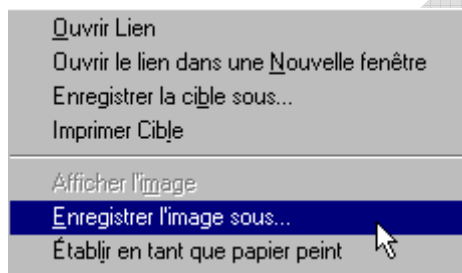 Ouvrir Lien
Ouvrir le lien dans une Nouvelle fenêtre
Enregistrer la cible sous...
Imprimer Cible
Afficher l'image
Enregistrer l'image sous...
Établir en tant que papier peint